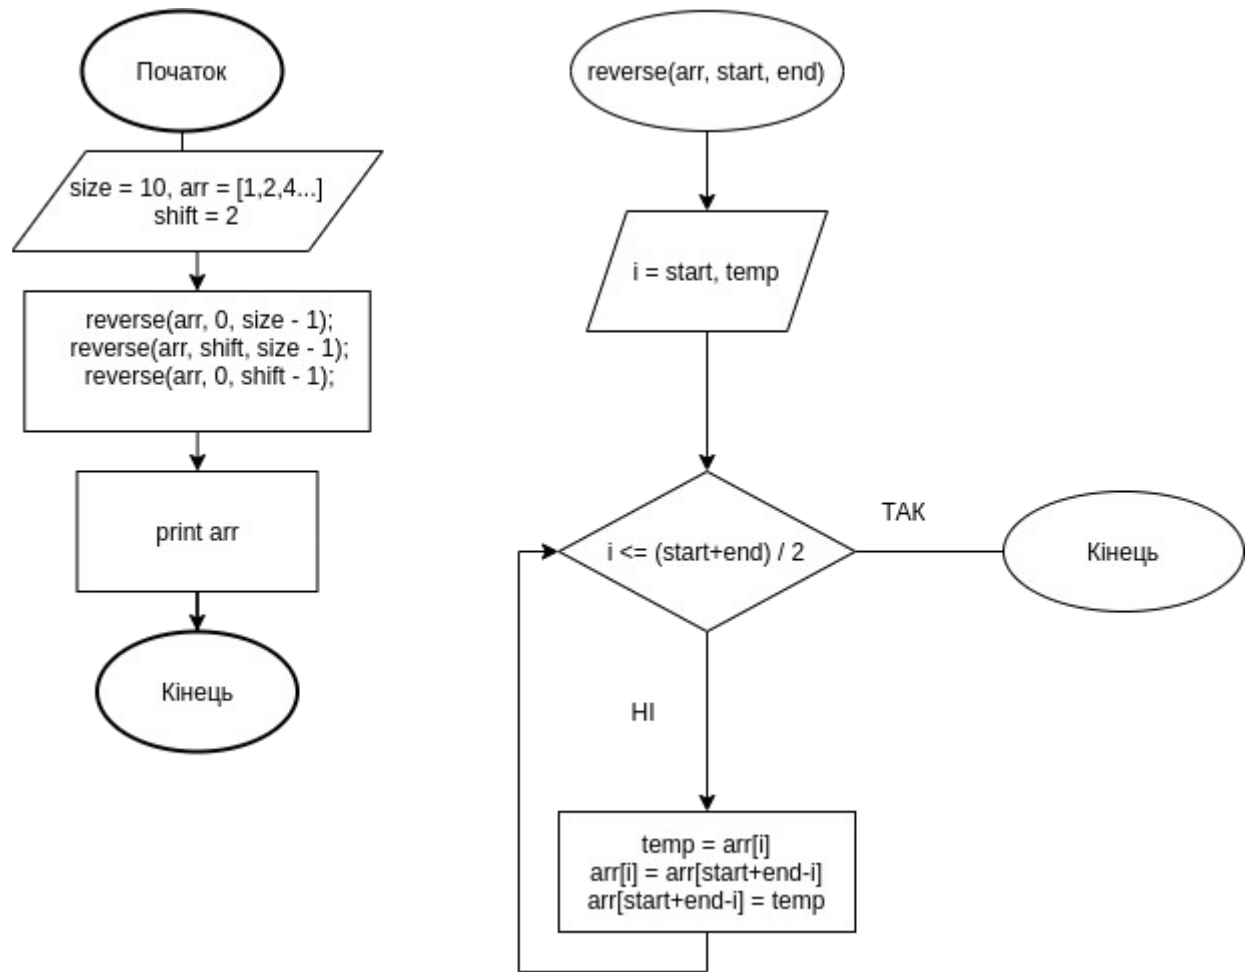 Початок
size = 10, arr = [1,2,4...]
shift = 2
reverse(arr, 0, size - 1);
reverse(arr, shift, size - 1);
reverse(arr, 0, shift - 1);
print arr
Кінець
reverse(arr, start, end)
i = start, temp
i <= (start+end) / 2
ТАК
Кінець
НІ
temp = arr[i]
arr[i] = arr[start+end-i]
arr[start+end-i] = temp